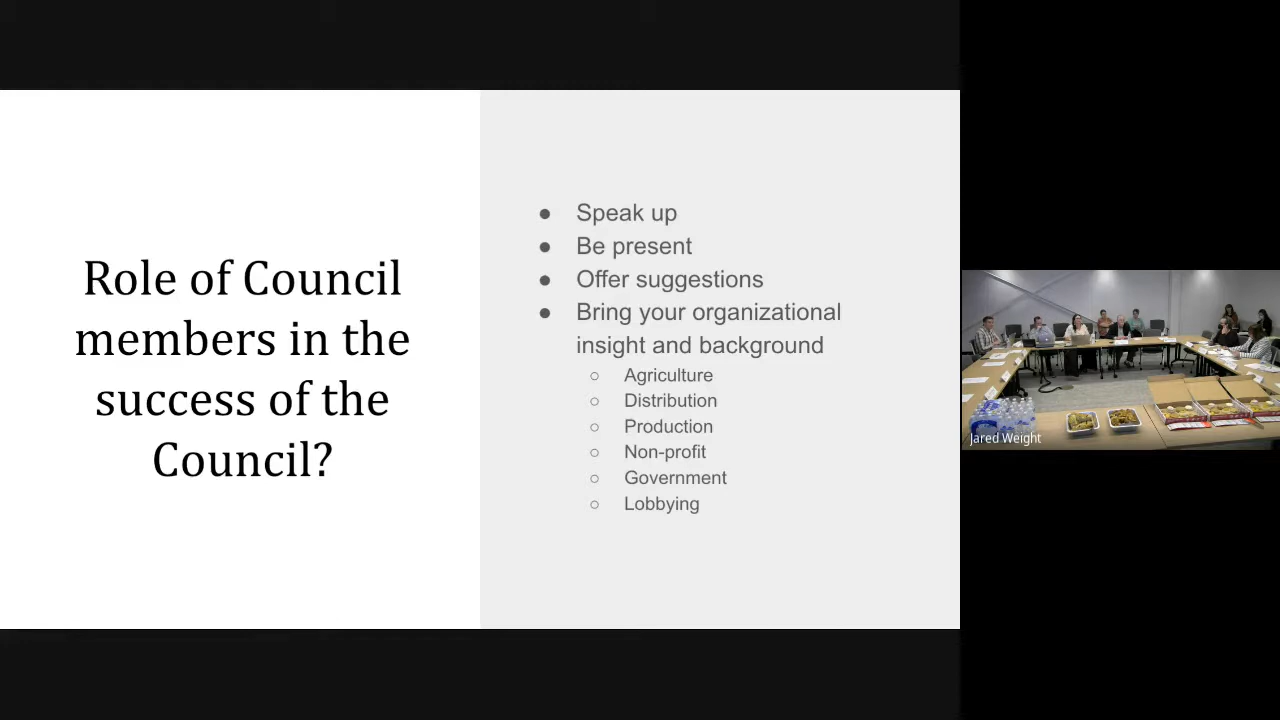 Role of Council
members in the
success of the
Council?
● Speak up
● Be present
● Offer suggestions
● Bring your organizational
insight and background
○ Agriculture
○ Distribution
○ Production
○ Non-profit
○ Government
○ Lobbying
Jared Weight